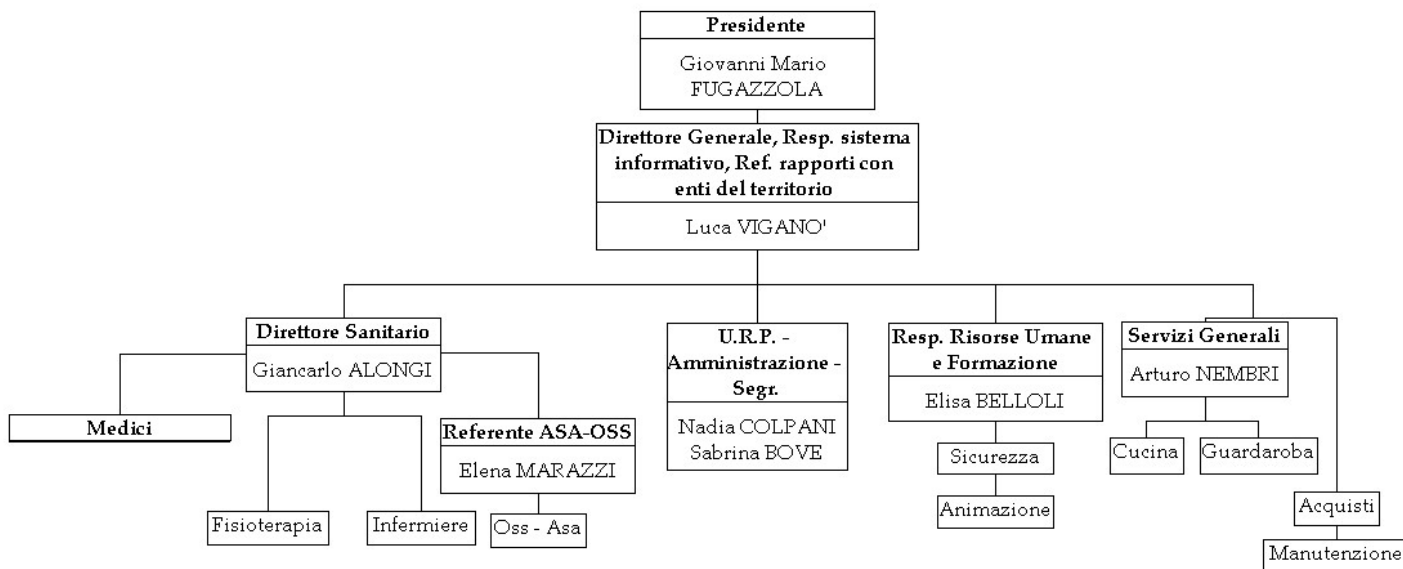 Presidente
Giovanni Mario
FUGAZZOLA
Direttore Generale, Resp. sistema
informativo, Ref. rapporti con
enti del territorio
Luca VIGANO'
Direttore Sanitario
Giancarlo ALONGI
U.R.P. -
Amministrazione -
Segr.
Nadia COLPANI
Sabrina BOVE
Resp. Risorse Umane
e Formazione
Elisa BELLOLI
Servizi Generali
Arturo NEMBRI
Medici
Referente ASA-OSS
Elena MARAZZI
Sicurezza
Cucina
Guardaroba
Fisioterapia
Infermiere
Oss - Asa
Animazione
Acquisti
Manutenzione